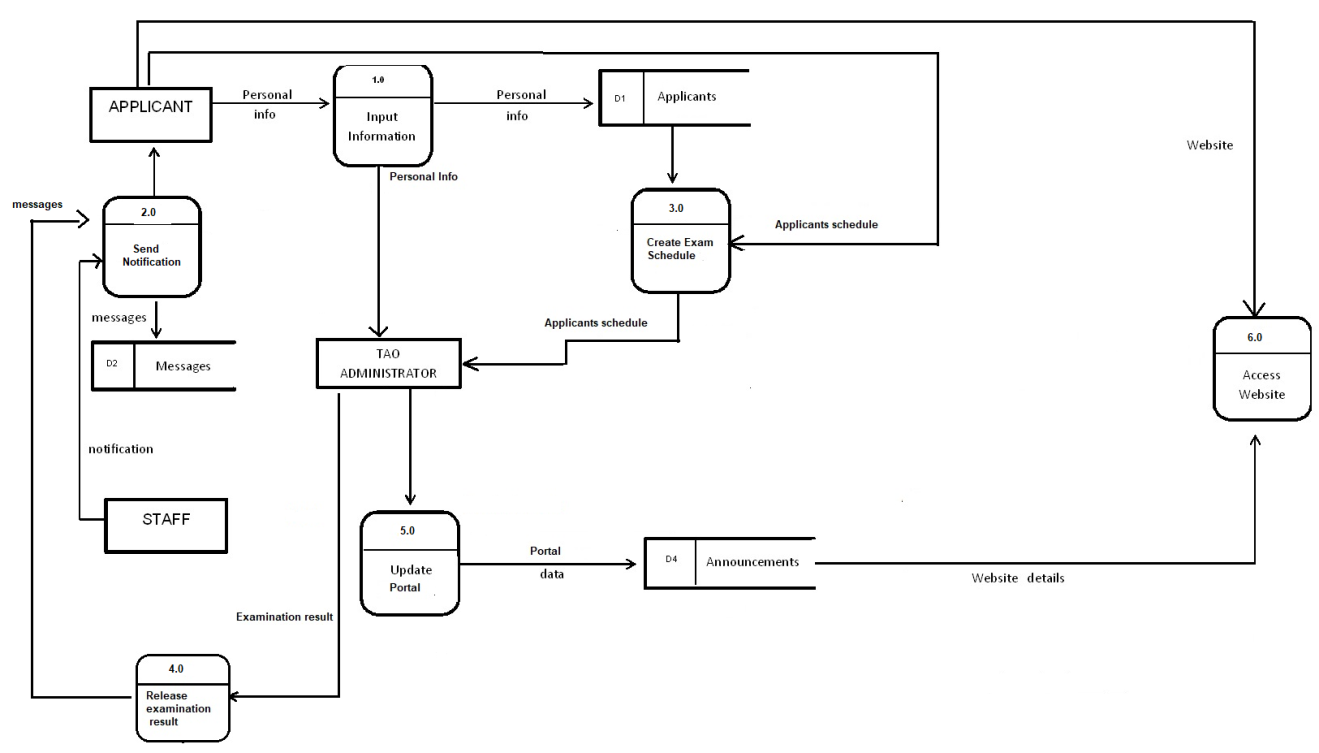 1.0
Input
Information
APPLICANT
Personal
info
Personal
info
D1
Applicants
Website
Personal Info
messages
2.0
Send
Notification
3.0
Create Exam
Schedule
Applicants schedule
messages
Applicants schedule
D2
Messages
TAO
ADMINISTRATOR
6.0
Access
Website
notification
STAFF
5.0
Update
Portal
Portal
data
D4
Announcements
Website details
Examination result
4.0
Release
examination
result